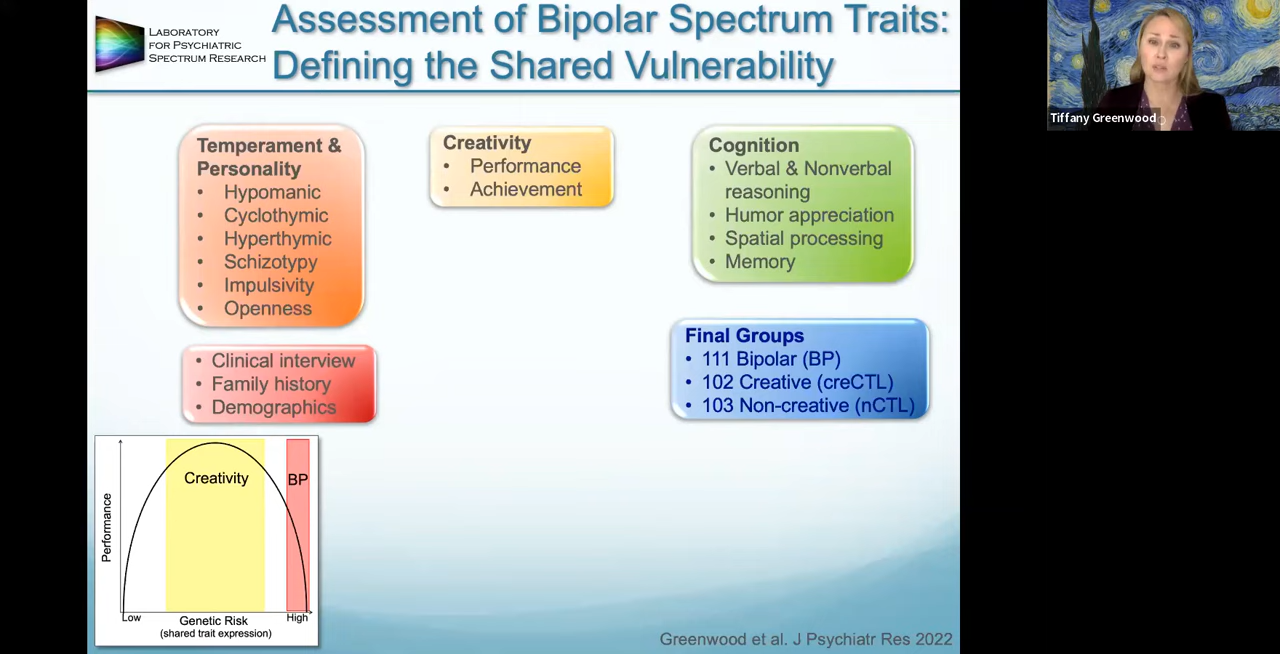 LABORATORY
FOR PSYCHIATRIC
SPECTRUM RESEARCH
Assessment of Bipolar Spectrum Traits:
Defining the Shared Vulnerability
Tiffany Greenwood
Temperament &
Personality
• Hypomanic
• Cyclothymic
• Hyperthymic
• Schizotypy
• Impulsivity
• Openness
Creativity
• Performance
• Achievement
Cognition
• Verbal & Nonverbal
reasoning
• Humor appreciation
• Spatial processing
• Memory
• Clinical interview
• Family history
• Demographics
Final Groups
• 111 Bipolar (BP)
• 102 Creative (creCTL)
• 103 Non-creative (nCTL)
Performance
Creativity
BP
Low
Genetic Risk
High
(shared trait expression)
Greenwood et al. J Psychiatr Res 2022